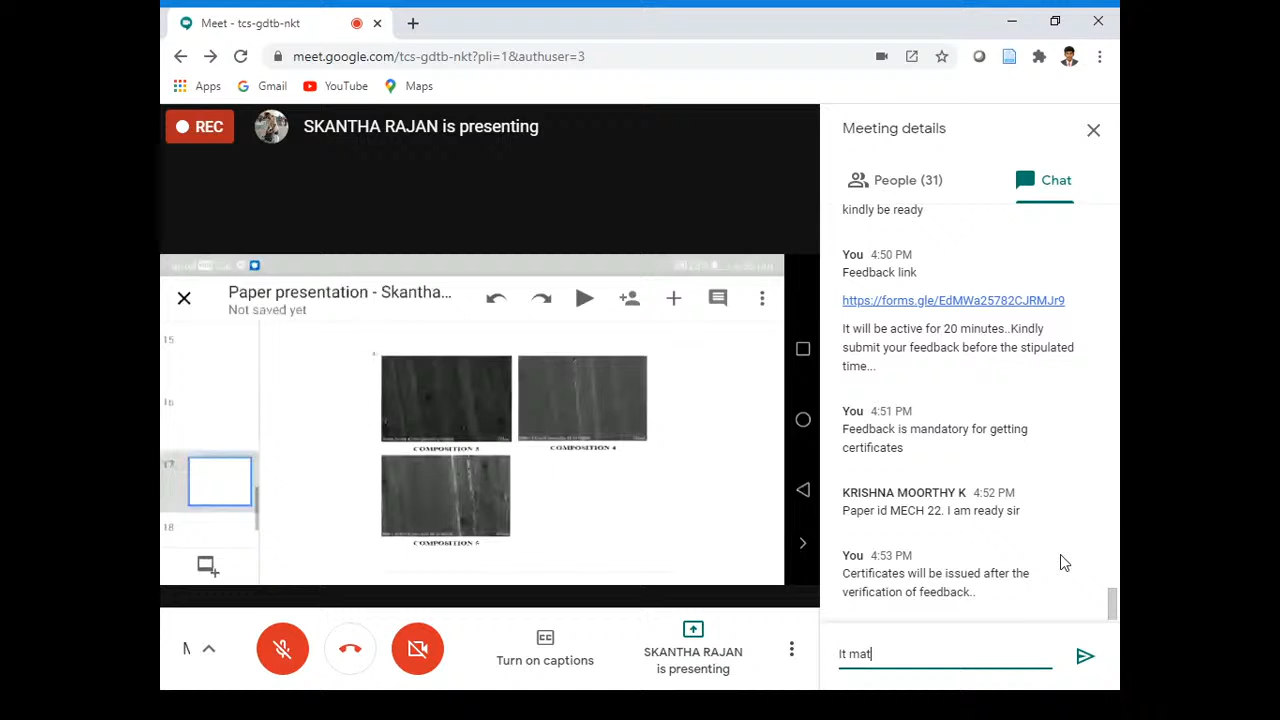 Meet - tcs-gdtb-nkt
meet.google.com/tcs-gdtb-nkt?pli=1&authuser=3
Apps
Gmail
YouTube
Maps
REC
SKANTHA RAJAN is presenting
Paper presentation - Skantha...
Not saved yet
15
16
17
18
COMPOSITION 3
COMPOSITION 4
COMPOSITION 5
Turn on captions
SKANTHA RAJAN
is presenting
Meeting details
People (31)
Chat
kindly be ready
You 4:50 PM
Feedback link
https://forms.gle/EdMWa25782CJRMJr9
It will be active for 20 minutes..Kindly
submit your feedback before the stipulated
time...
You 4:51 PM
Feedback is mandatory for getting
certificates
KRISHNA MOORTHY K 4:52 PM
Paper id MECH 22. I am ready sir
You 4:53 PM
Certificates will be issued after the
verification of feedback..
It mat